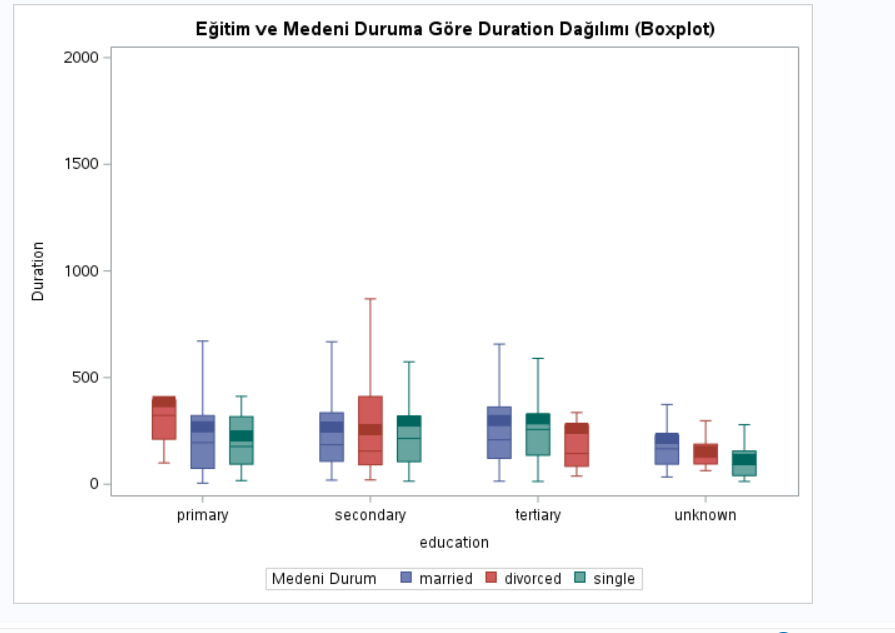 Eğitim ve Medeni Duruma Göre Duration Dağılımı (Boxplot)
2000
1500
1000
500
0
Duration
primary secondary tertiary unknown
education
Medeni Durum married divorced single